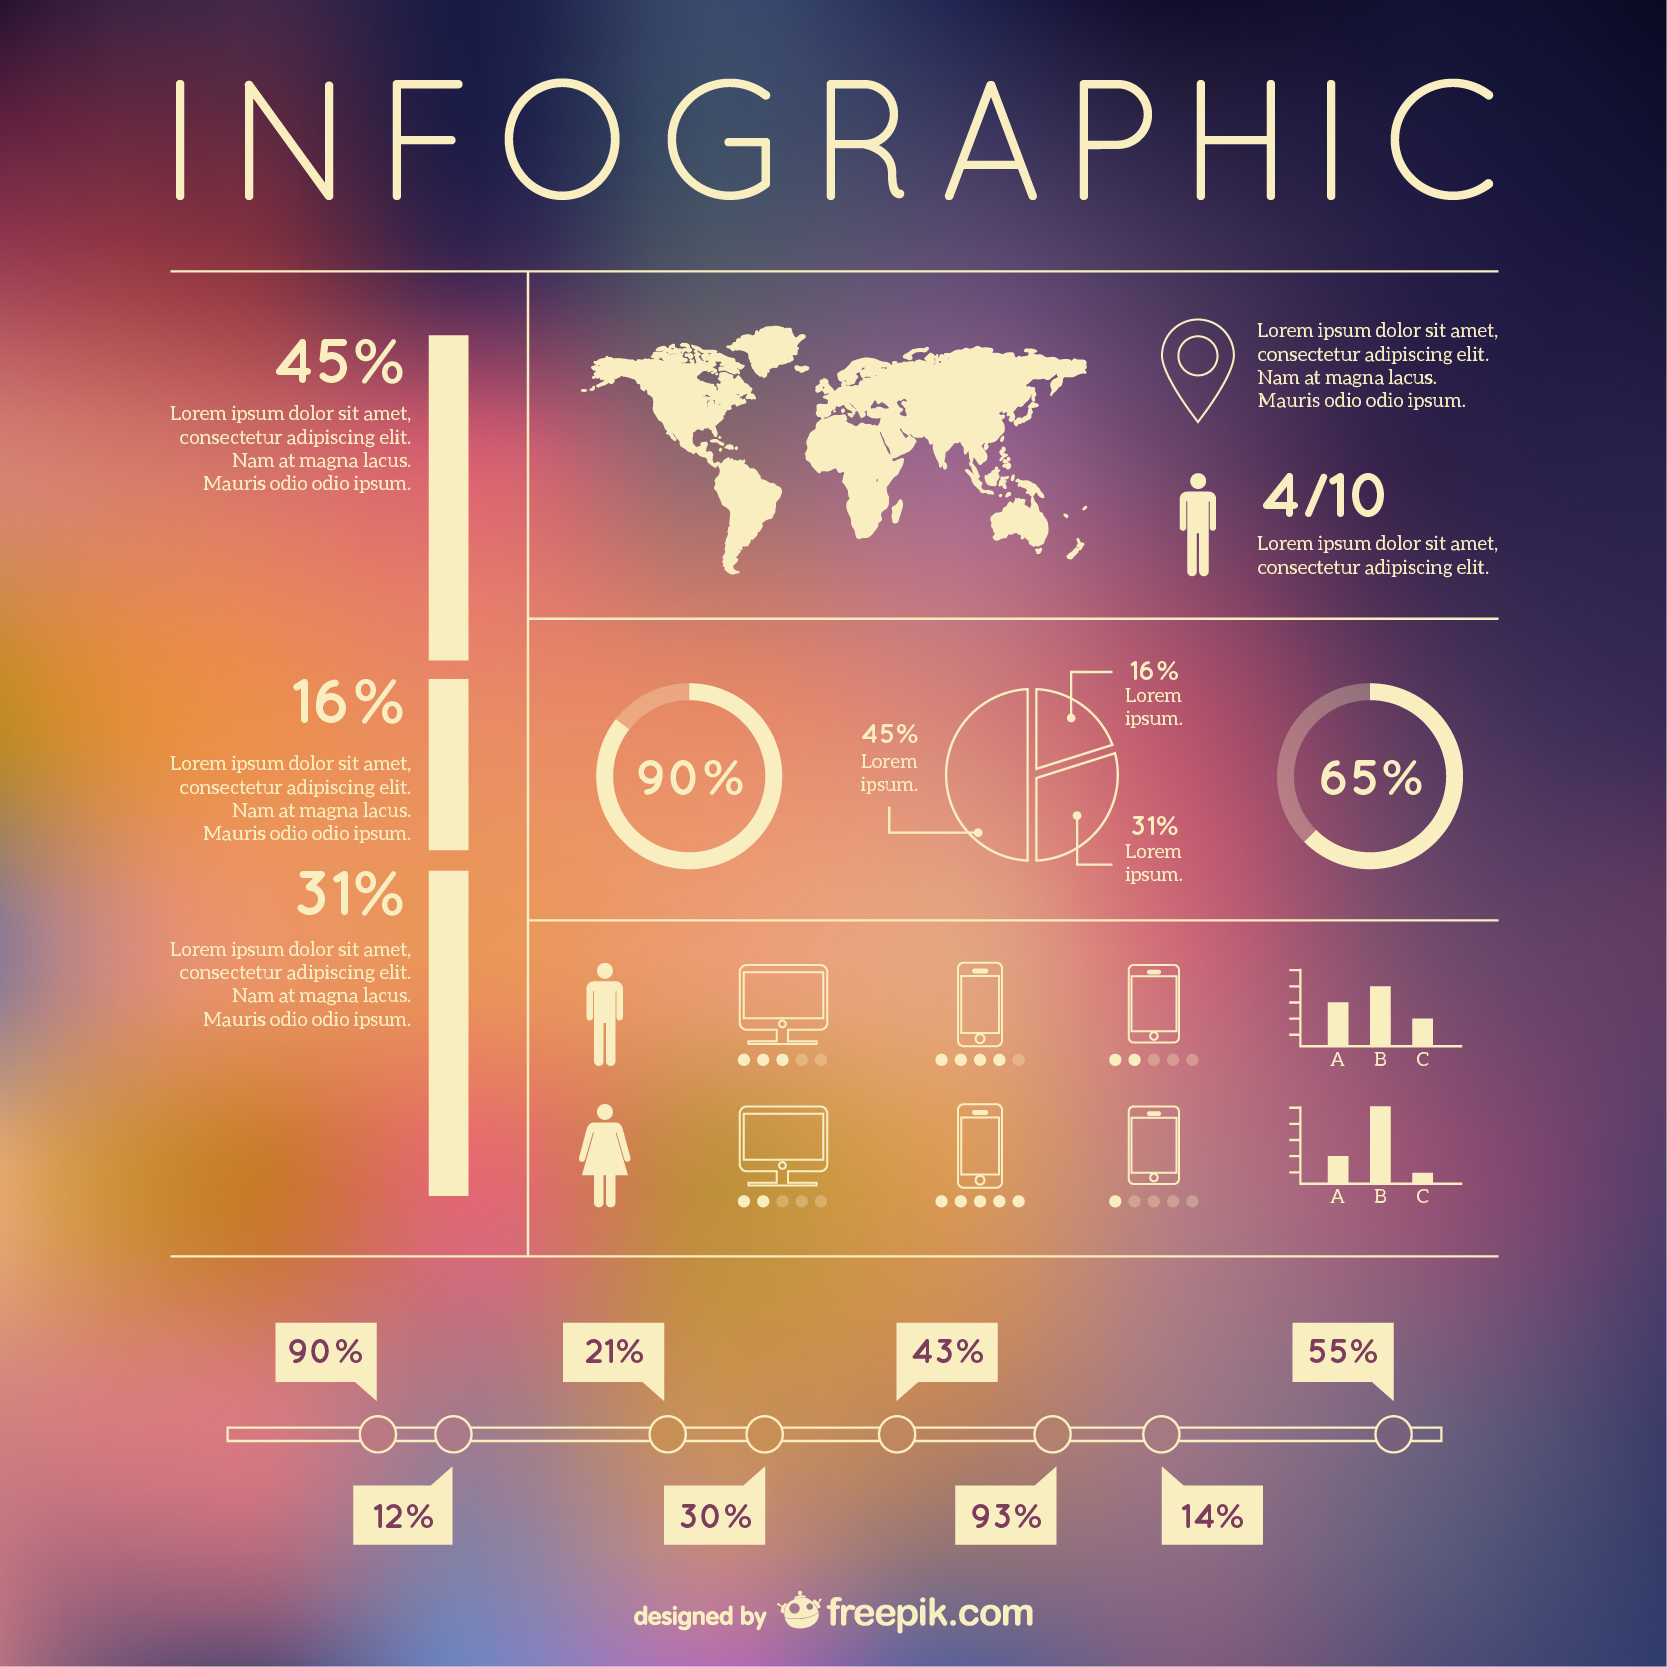 INFOGRAPHIC
45%
Lorem ipsum dolor sit amet,
consectetur adipiscing elit.
Nam at magna lacus.
Mauris odio odio ipsum.
16%
Lorem ipsum dolor sit amet,
consectetur adipiscing elit.
Nam at magna lacus.
Mauris odio odio ipsum.
31%
Lorem ipsum dolor sit amet,
consectetur adipiscing elit.
Nam at magna lacus.
Mauris odio odio ipsum.
Lorem ipsum dolor sit amet,
consectetur adipiscing elit.
Nam at magna lacus.
Mauris odio odio ipsum.
4/10
Lorem ipsum dolor sit amet,
consectetur adipiscing elit.
90%
45%
Lorem
ipsum.
16%
Lorem
ipsum.
31%
Lorem
ipsum.
65%
A B C
A B C
90% 21% 43% 55%
12% 30% 93% 14%
designed by freepik.com